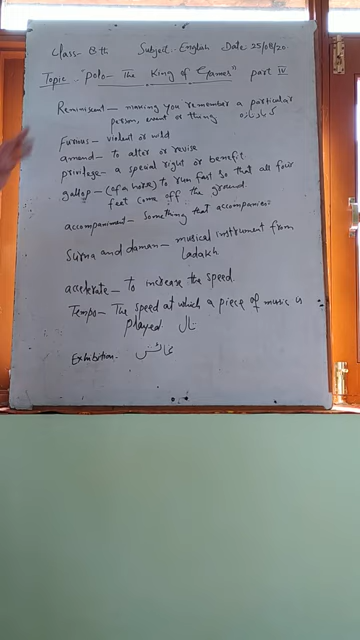 Class- 8th Subject- English Date 25/08/20
Topic "Polo- The King of Games" part IV
Reminiscent - making you remember a particular
person, event or thing
Furious - violent or wild
amend - to alter or revise
privilege - a special right or benefit
gallop - (of a horse) to run fast so that all four
feet come off the ground.
accompaniment - Something that accompanies
Surna and daman - musical instrument from
Ladakh
accelerate - To increase the speed.
Tempo - The speed at which a piece of music is
played تال
Exhibition - نمائش